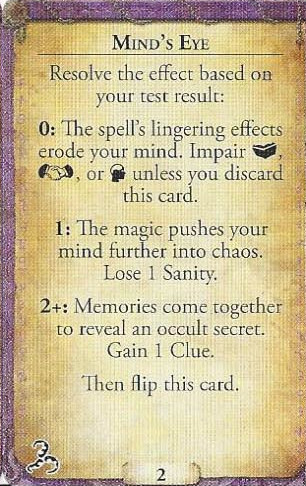 MIND'S EYE
Resolve the effect based on
your test result:
0: The spell's lingering effects
erode your mind. Impair ,
, or unless you discard
this card.
1: The magic pushes your
mind further into chaos.
Lose 1 Sanity.
2+: Memories come together
to reveal an occult secret.
Gain 1 Clue.
Then flip this card.
2